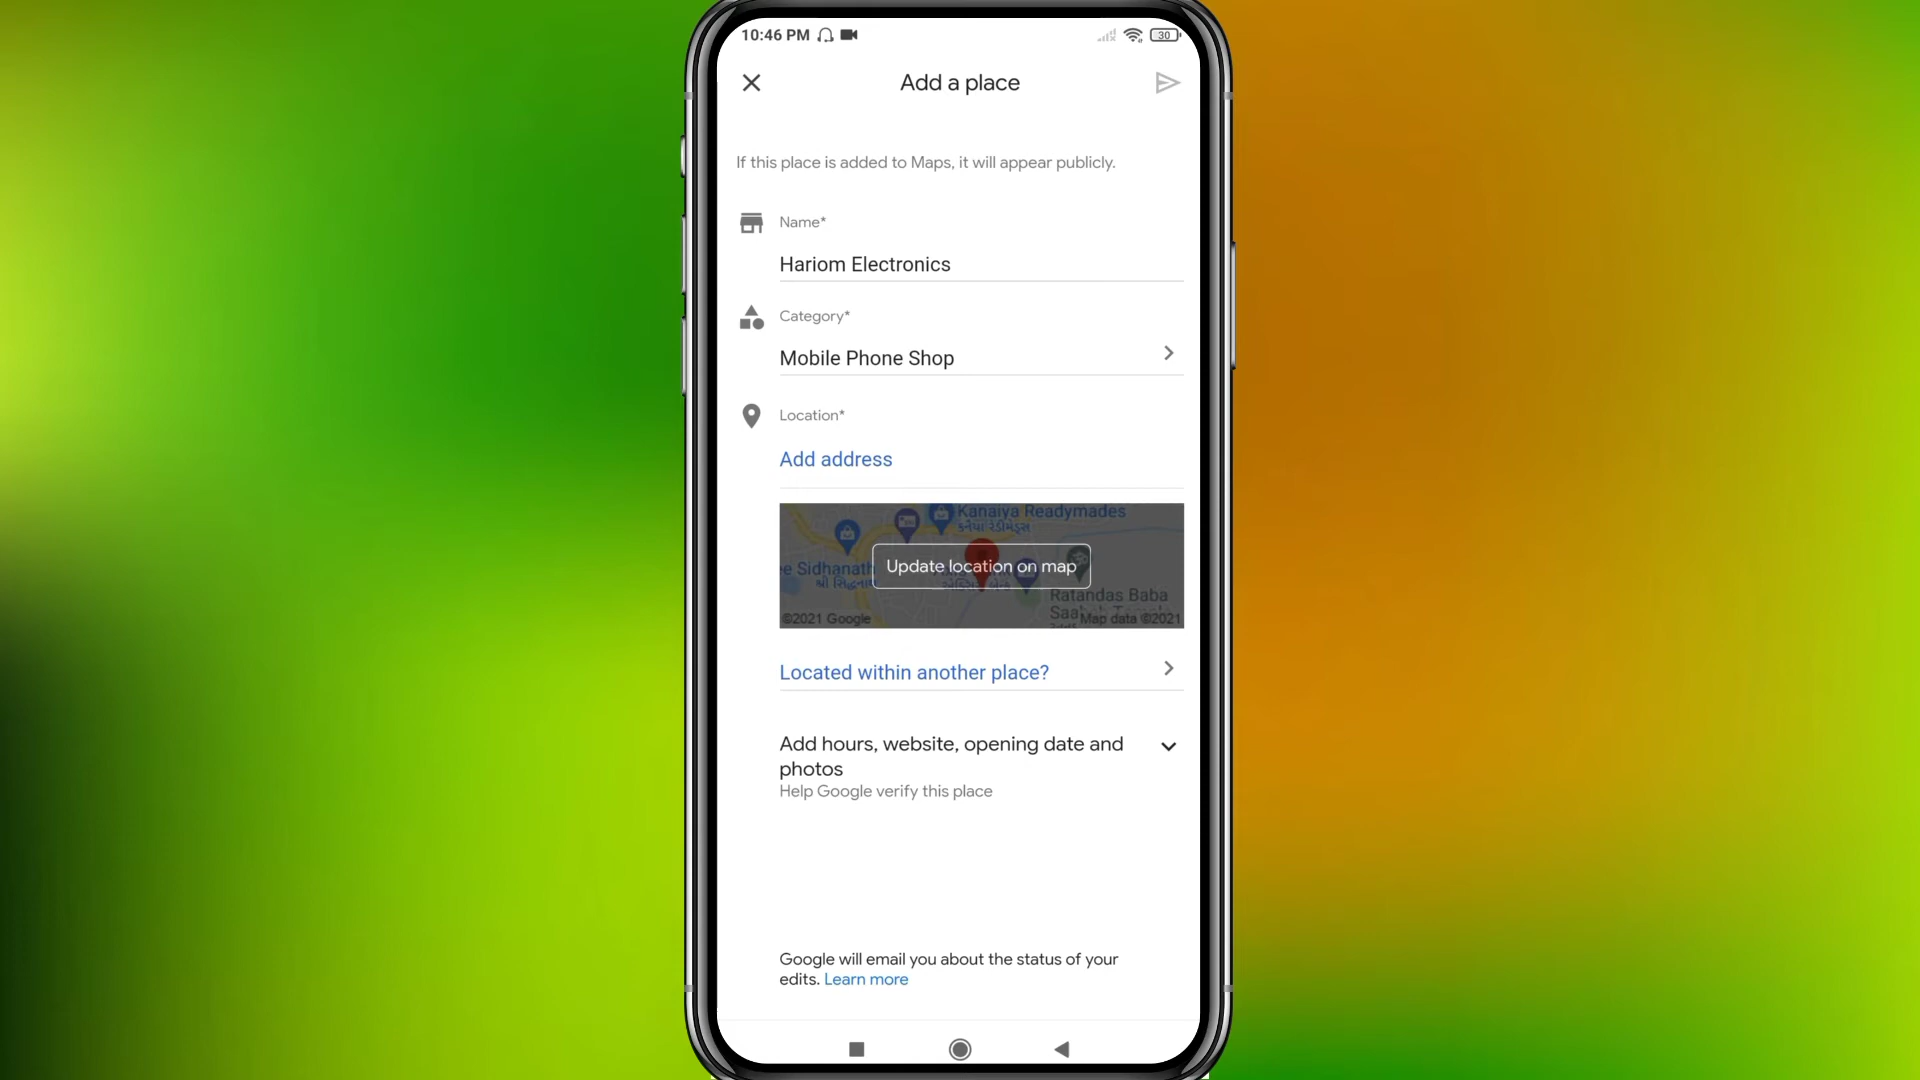 10:46 PM
30
Add a place
If this place is added to Maps, it will appear publicly.
Name*
Hariom Electronics
Category*
Mobile Phone Shop
Location*
Add address
Kanaiya Readymades
કનૈયા રેડીમેડ્સ
e Sidhanath
શ્રી સિદ્ધનાથ
Update location on map
Ratandas Baba
©2021 Google
Map data ©2021
Located within another place?
Add hours, website, opening date and
photos
Help Google verify this place
Google will email you about the status of your
edits. Learn more